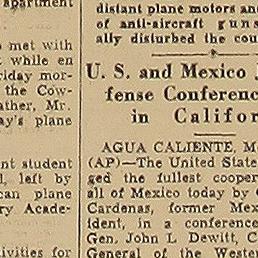 apartment
o met with
k while en
riday mor-
the Cow-
ather, Mr.
ay's plane
nt student
l, left by
can plane
ry Acade-
ivities for
distant plane motors and
of anti-aircraft guns
ally disturbed the cou
U. S. and Mexico J
fense Conferenc
in Califor
AGUA CALIENTE, M
(AP)—The United State
ged the fullest cooper
all of Mexico today by G
Cardenas, former Mex
ident, in a conference
Gen. John L. Dewitt, C
General of the Wester